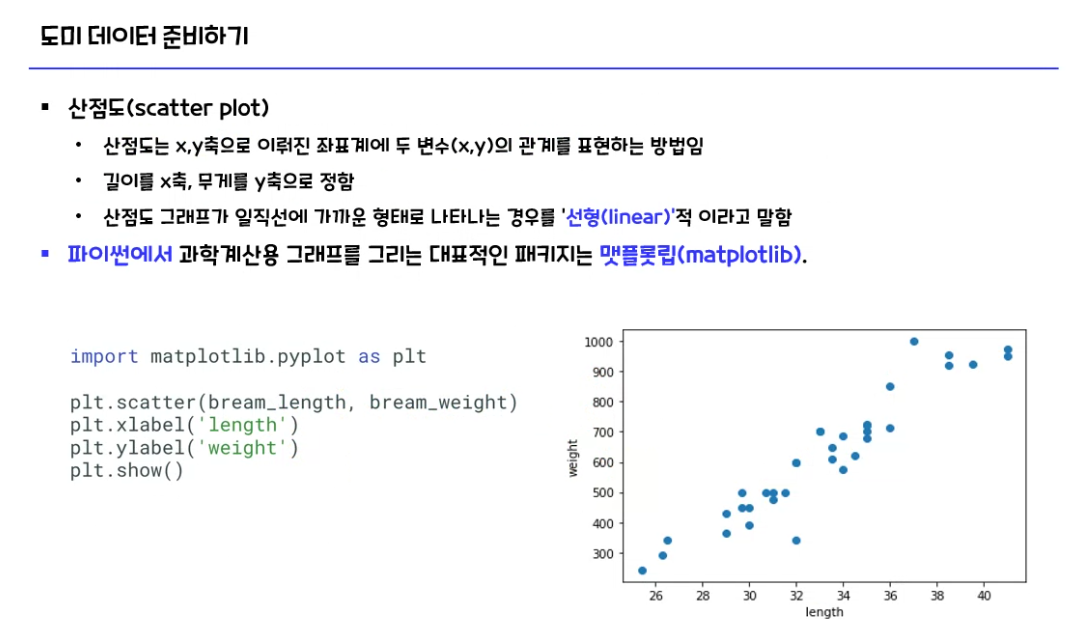 도미 데이터 준비하기
▪ 산점도(scatter plot)
• 산점도는 x,y축으로 이뤄진 좌표계에 두 변수(x,y)의 관계를 표현하는 방법임
• 길이를 x축, 무게를 y축으로 정함
• 산점도 그래프가 일직선에 가까운 형태로 나타나는 경우를 '선형(linear)'적 이라고 말함
▪ 파이썬에서 과학계산용 그래프를 그리는 대표적인 패키지는 맷플롯립(matplotlib).
import matplotlib.pyplot as plt
plt.scatter(bream_length, bream_weight)
plt.xlabel('length')
plt.ylabel('weight')
plt.show()
1000
900
800
700
600
500
400
300
weight
26 28 30 32 34 36 38 40
length